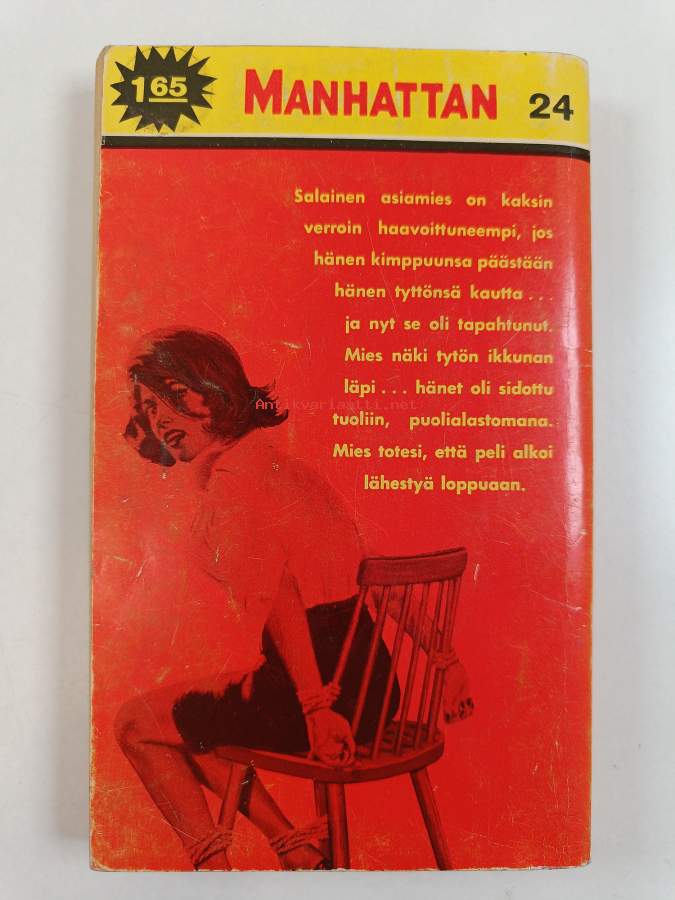 165 MANHATTAN 24
Salainen asiamies on kaksin
verroin haavoittuneempi, jos
hänen kimppuunsa päästään
hänen tyttönsä kautta...
ja nyt se oli tapahtunut.
Mies näki tytön ikkunan
läpi... hänet oli sidottu
Antikvariaatti.net
tuoliin, puolialastomana.
Mies totesi, että peli alkoi
lähestyä loppuaan.